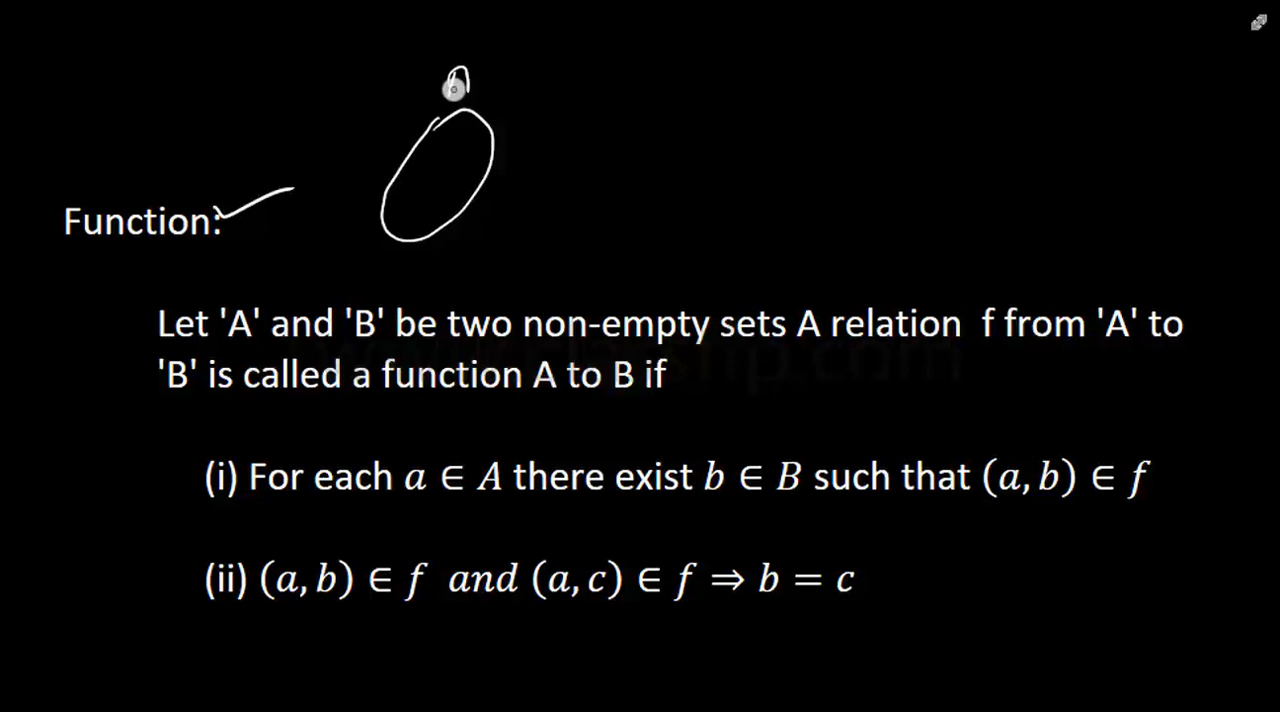 Function:
Let 'A' and 'B' be two non-empty sets A relation f from 'A' to
'B' is called a function A to B if
(i) For each 𝑎 ∈ 𝐴 there exist 𝑏 ∈ 𝐵 such that (𝑎, 𝑏) ∈ 𝑓
(ii) (𝑎, 𝑏) ∈ 𝑓 𝑎𝑛𝑑 (𝑎, 𝑐) ∈ 𝑓 ⇒ 𝑏 = 𝑐